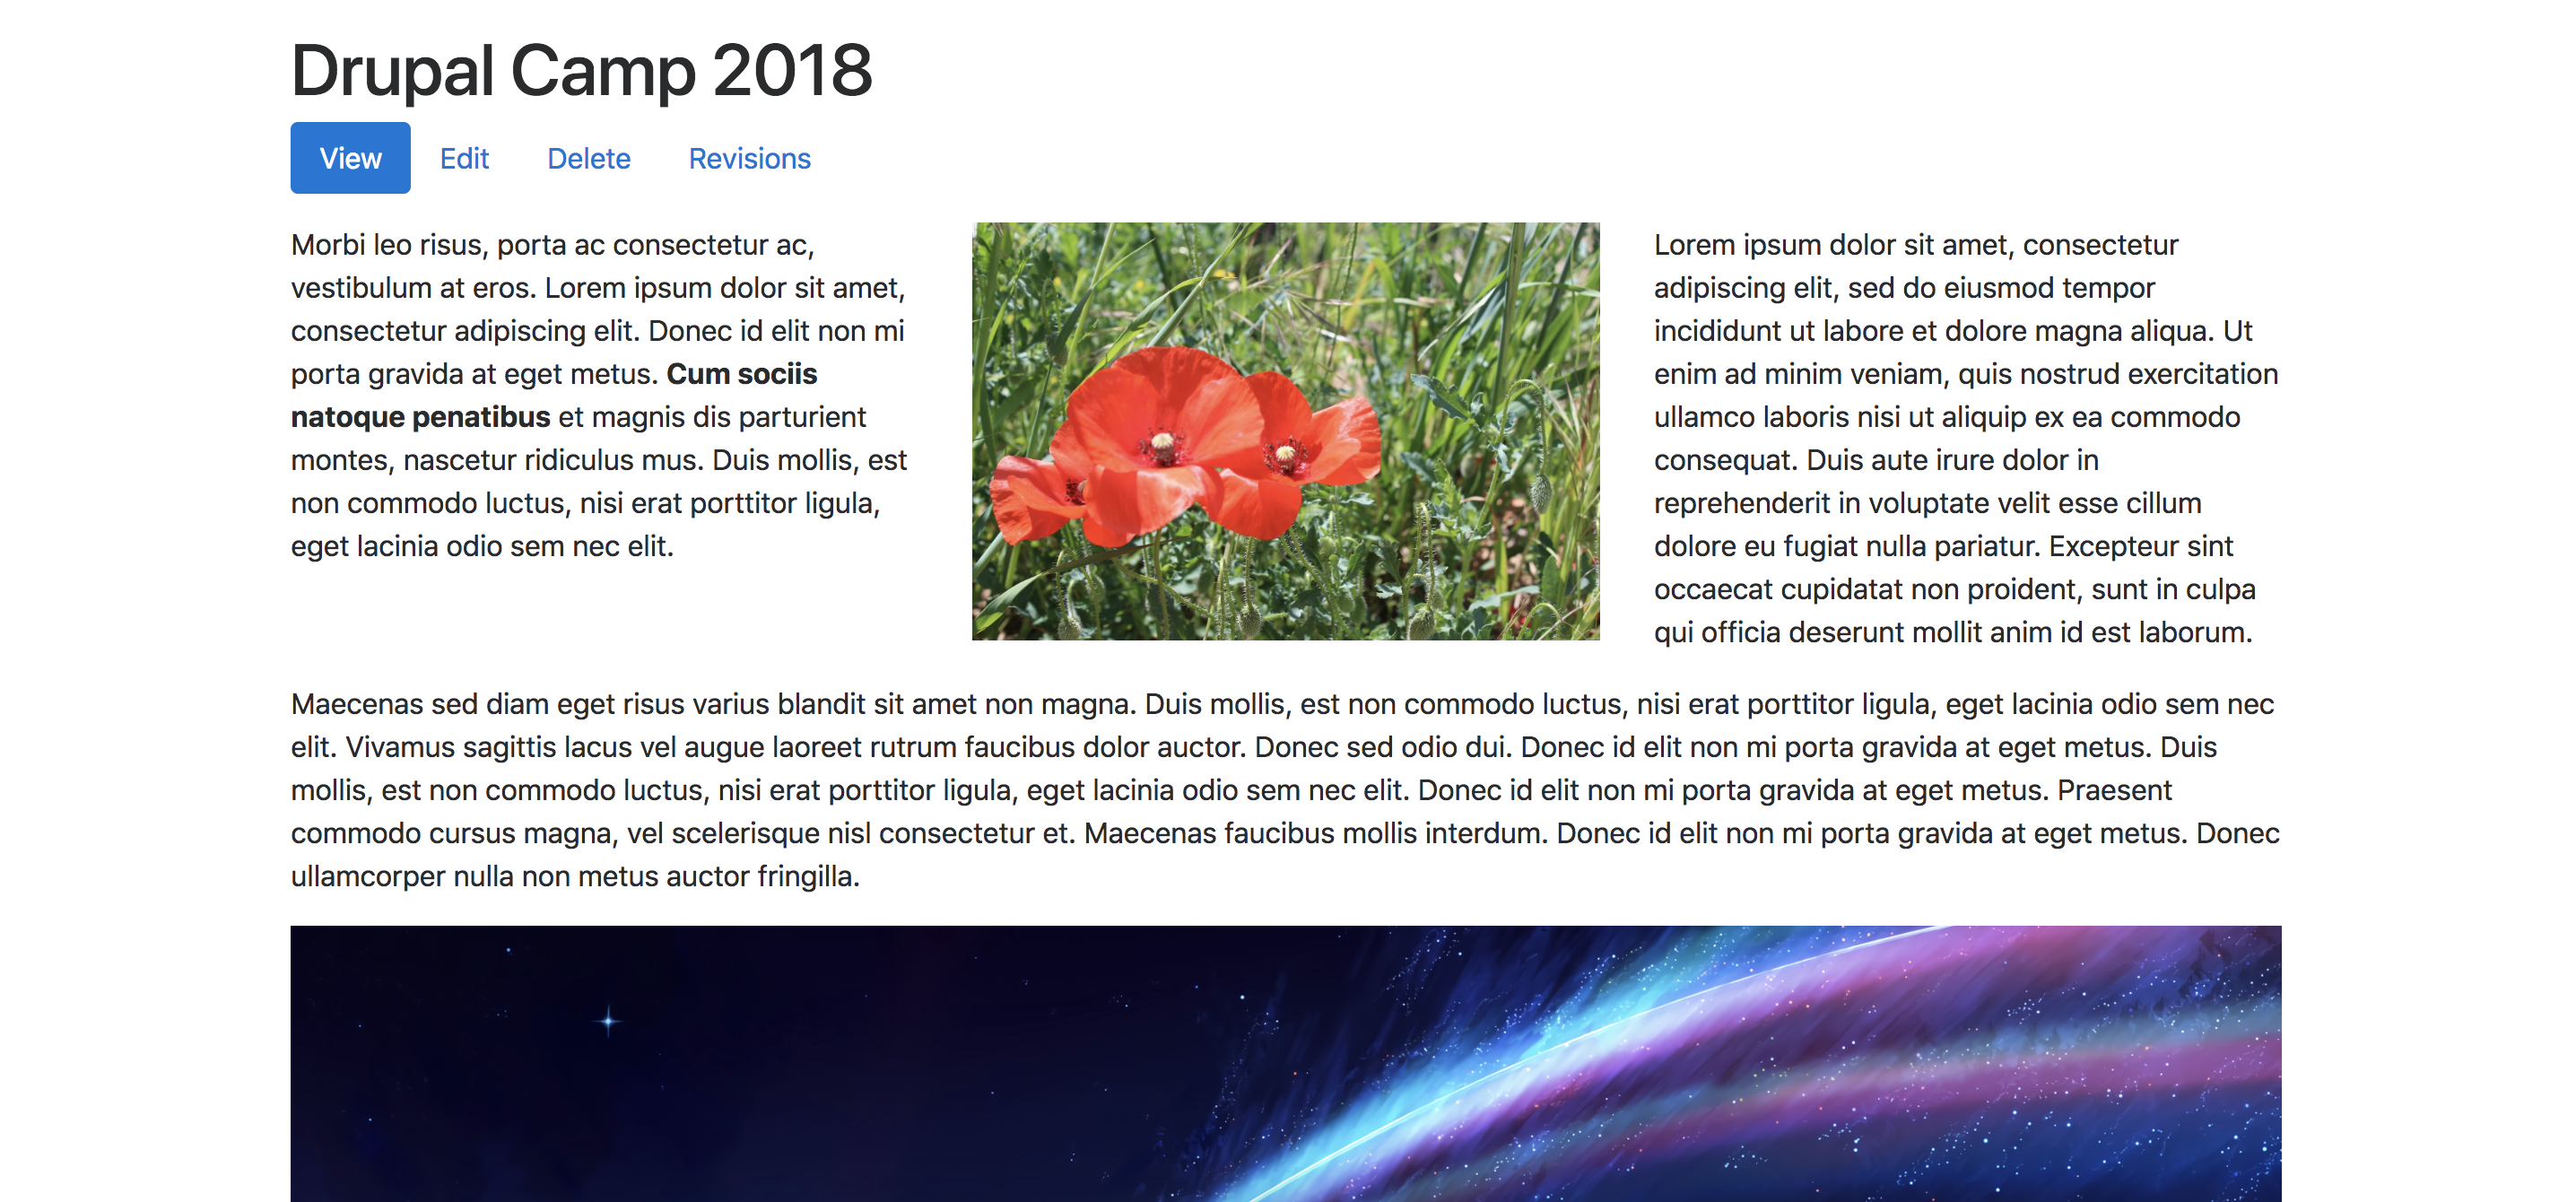 Drupal Camp 2018
View Edit Delete Revisions
Morbi leo risus, porta ac consectetur ac,
vestibulum at eros. Lorem ipsum dolor sit amet,
consectetur adipiscing elit. Donec id elit non mi
porta gravida at eget metus. Cum sociis
natoque penatibus et magnis dis parturient
montes, nascetur ridiculus mus. Duis mollis, est
non commodo luctus, nisi erat porttitor ligula,
eget lacinia odio sem nec elit.
Lorem ipsum dolor sit amet, consectetur
adipiscing elit, sed do eiusmod tempor
incididunt ut labore et dolore magna aliqua. Ut
enim ad minim veniam, quis nostrud exercitation
ullamco laboris nisi ut aliquip ex ea commodo
consequat. Duis aute irure dolor in
reprehenderit in voluptate velit esse cillum
dolore eu fugiat nulla pariatur. Excepteur sint
occaecat cupidatat non proident, sunt in culpa
qui officia deserunt mollit anim id est laborum.
Maecenas sed diam eget risus varius blandit sit amet non magna. Duis mollis, est non commodo luctus, nisi erat porttitor ligula, eget lacinia odio sem nec
elit. Vivamus sagittis lacus vel augue laoreet rutrum faucibus dolor auctor. Donec sed odio dui. Donec id elit non mi porta gravida at eget metus. Duis
mollis, est non commodo luctus, nisi erat porttitor ligula, eget lacinia odio sem nec elit. Donec id elit non mi porta gravida at eget metus. Praesent
commodo cursus magna, vel scelerisque nisl consectetur et. Maecenas faucibus mollis interdum. Donec id elit non mi porta gravida at eget metus. Donec
ullamcorper nulla non metus auctor fringilla.